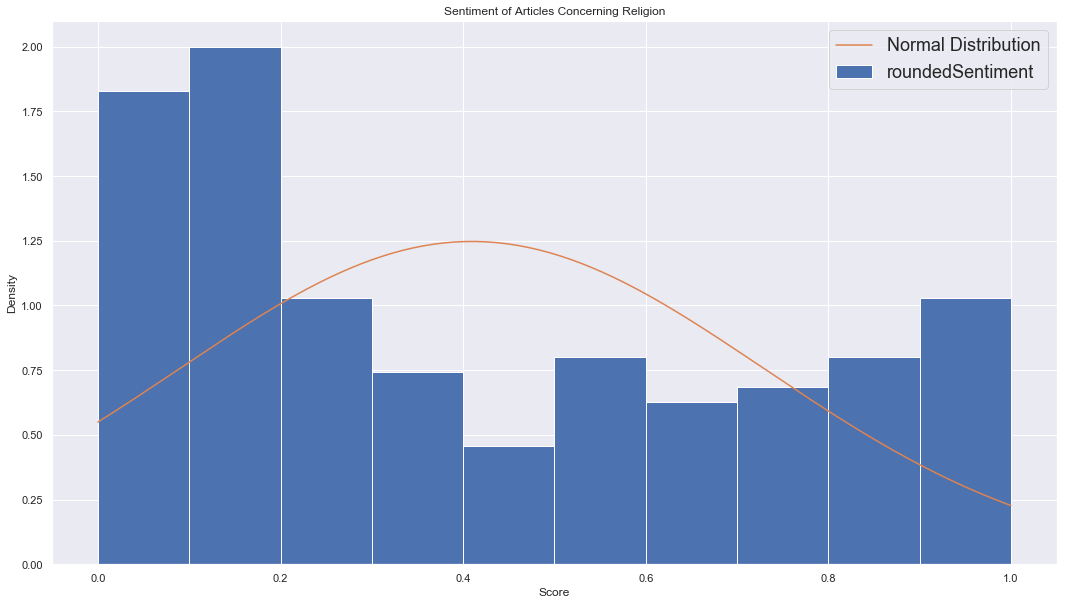 Sentiment of Articles Concerning Religion
Normal Distribution
roundedSentiment
2.00
1.75
1.50
1.25
1.00
0.75
0.50
0.25
0.00
Density
0.0 0.2 0.4 0.6 0.8 1.0
Score